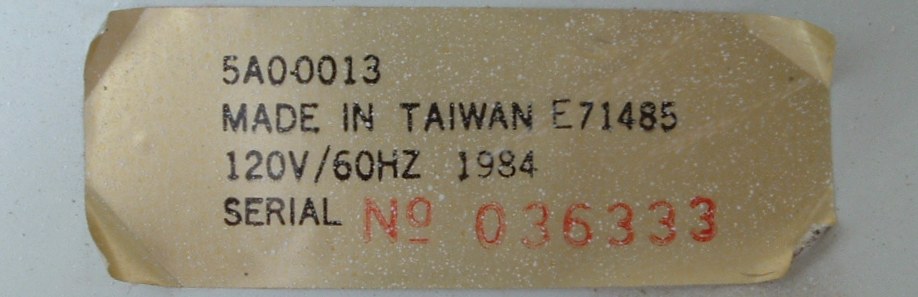 5A0-0013
MADE IN TAIWAN E71485
120V/60HZ 1984
SERIAL Nº 036333